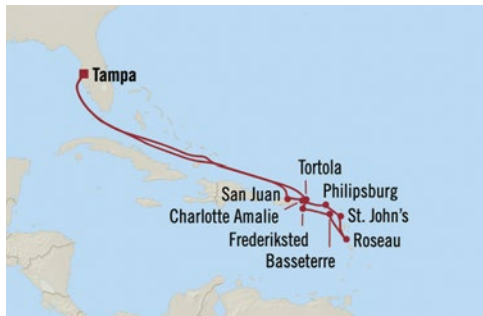 Tampa
Tortola
San Juan
Philipsburg
Charlotte Amalie
St. John's
Frederiksted
Roseau
Basseterre